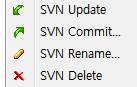 SVN Update
SVN Commit...
SVN Rename...
SVN Delete